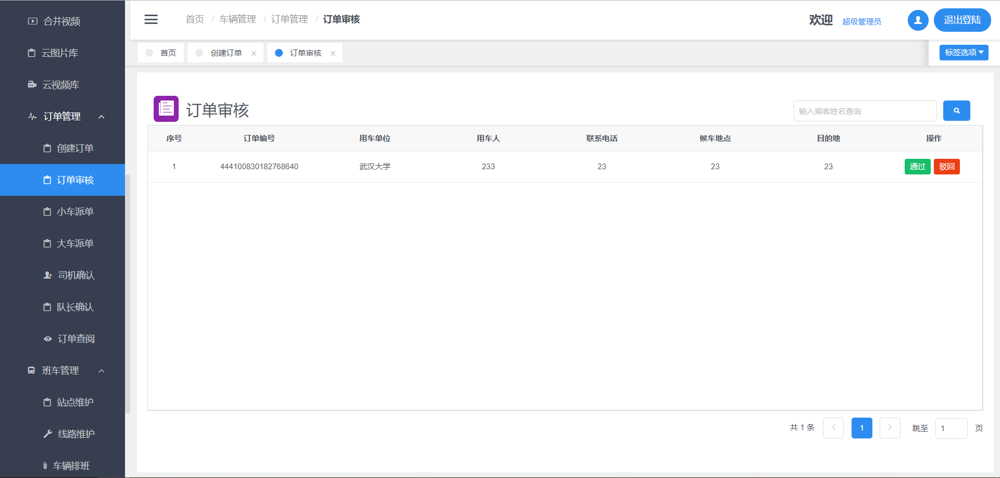 合并视频
云图片库
云视频库
订单管理
创建订单
订单审核
小车派单
大车派单
司机确认
队长确认
订单查阅
班车管理
站点维护
线路维护
车辆排班
首页 / 车辆管理 / 订单管理 / 订单审核
欢迎 超级管理员 退出登陆
首页 创建订单 订单审核 标签选项
订单审核
输入乘客姓名查询
序号 订单编号 用车单位 用车人 联系电话 候车地点 目的地 操作
1 444100830182768640 武汉大学 233 23 23 23 通过 驳回
共 1 条 1 跳至 1 页